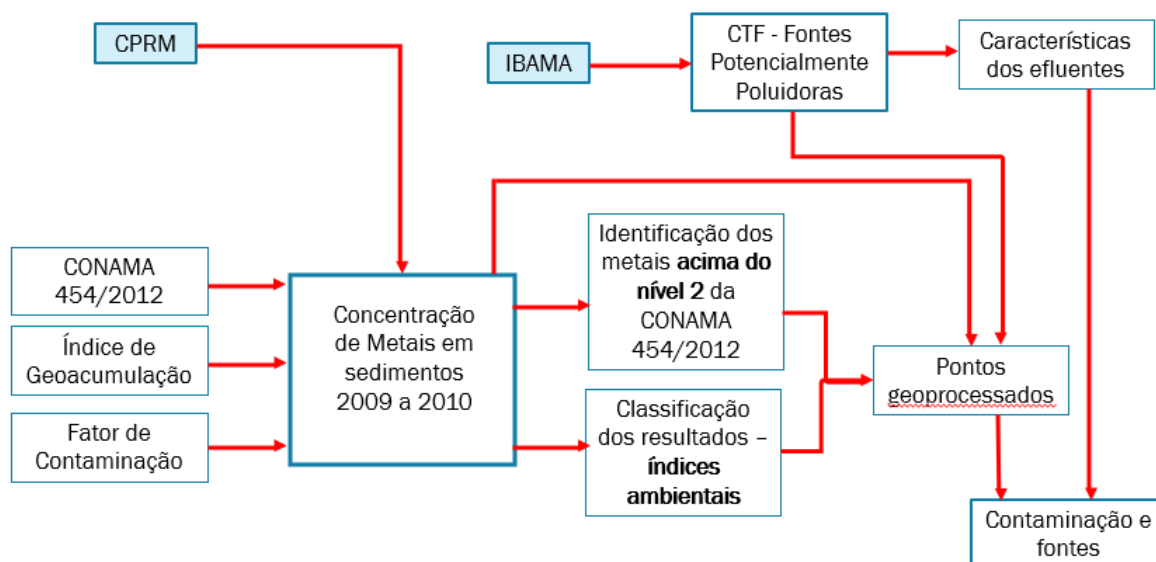 CPRM
IBAMA
CTF - Fontes
Potencialmente
Poluidoras
Características
dos efluentes
CONAMA
454/2012
Índice de
Geoacumulação
Fator de
Contaminação
Concentração
de Metais em
sedimentos
2009 a 2010
Identificação dos
metais acima do
nível 2 da
CONAMA
454/2012
Classificação
dos resultados –
índices
ambientais
Pontos
geoprocessados
Contaminação e
fontes